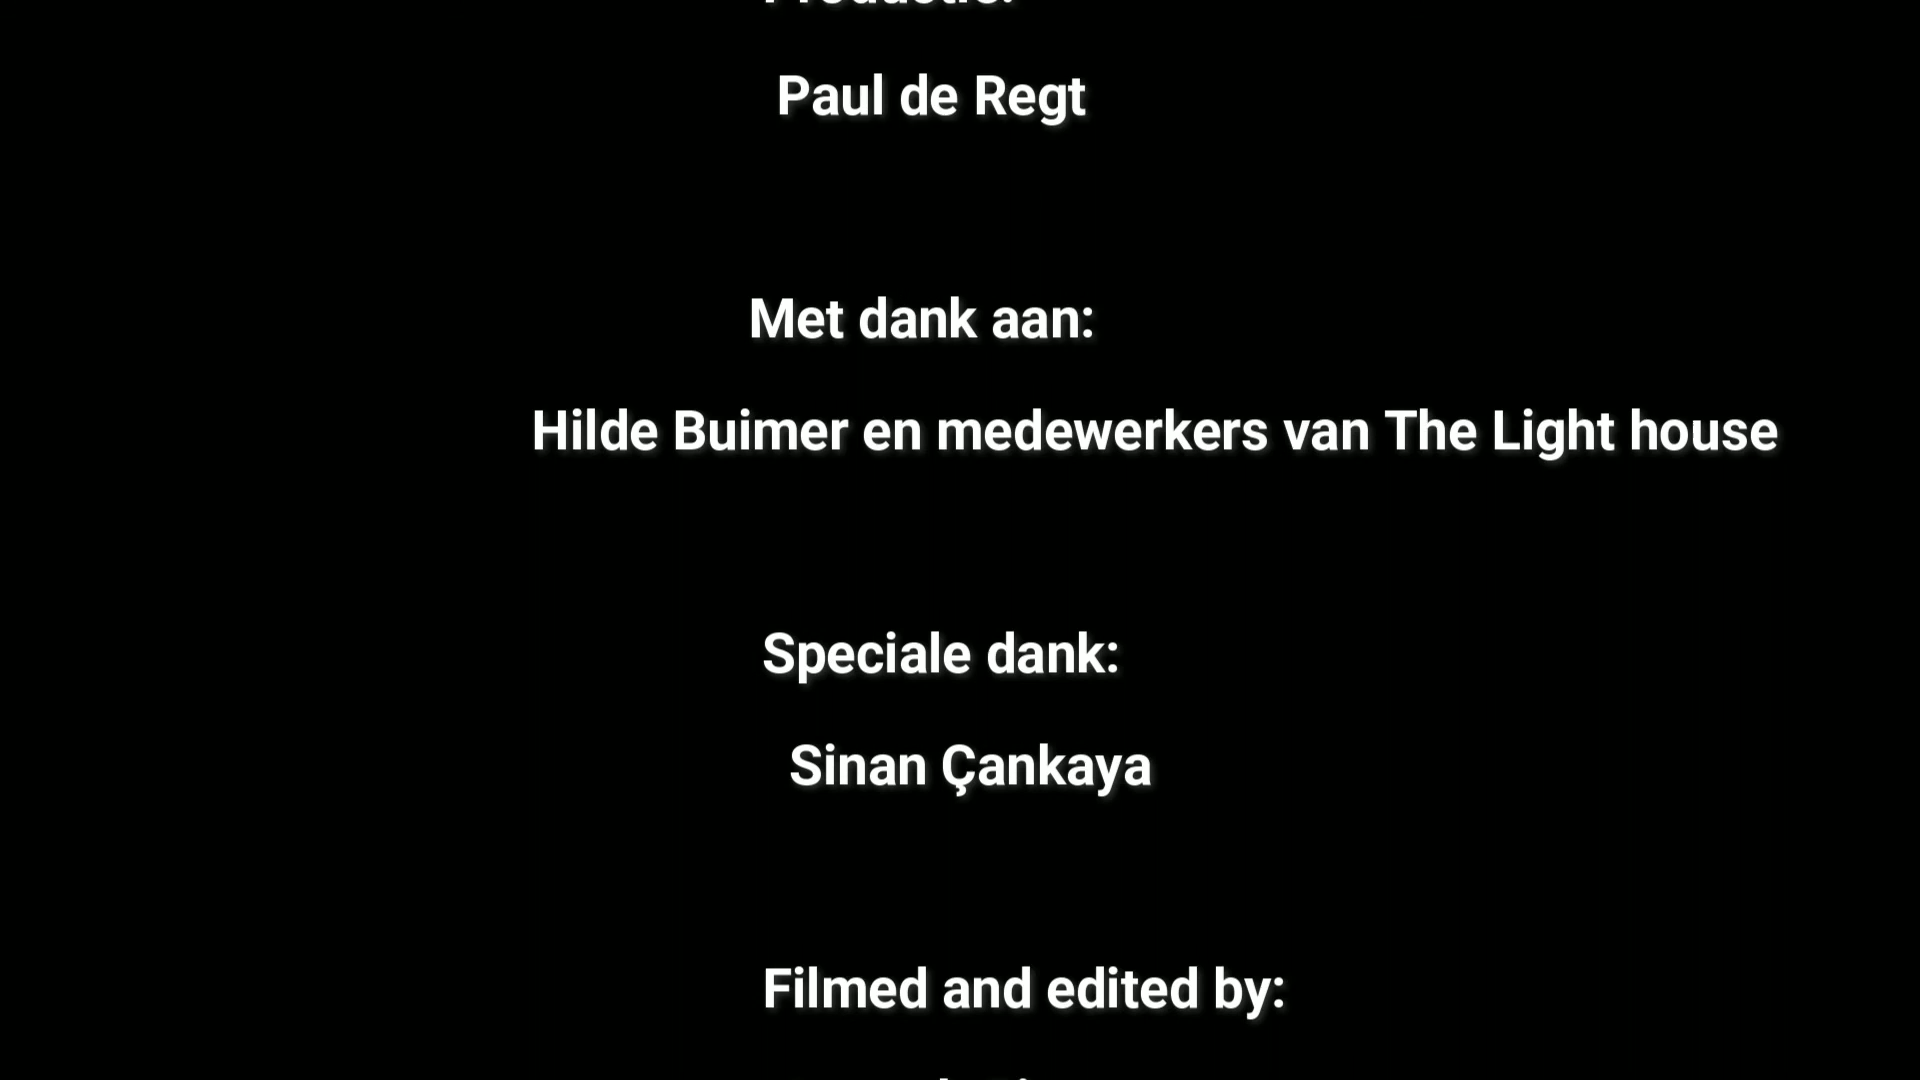 Paul de Regt
Met dank aan:
Hilde Buimer en medewerkers van The Light house
Speciale dank:
Sinan Çankaya
Filmed and edited by: